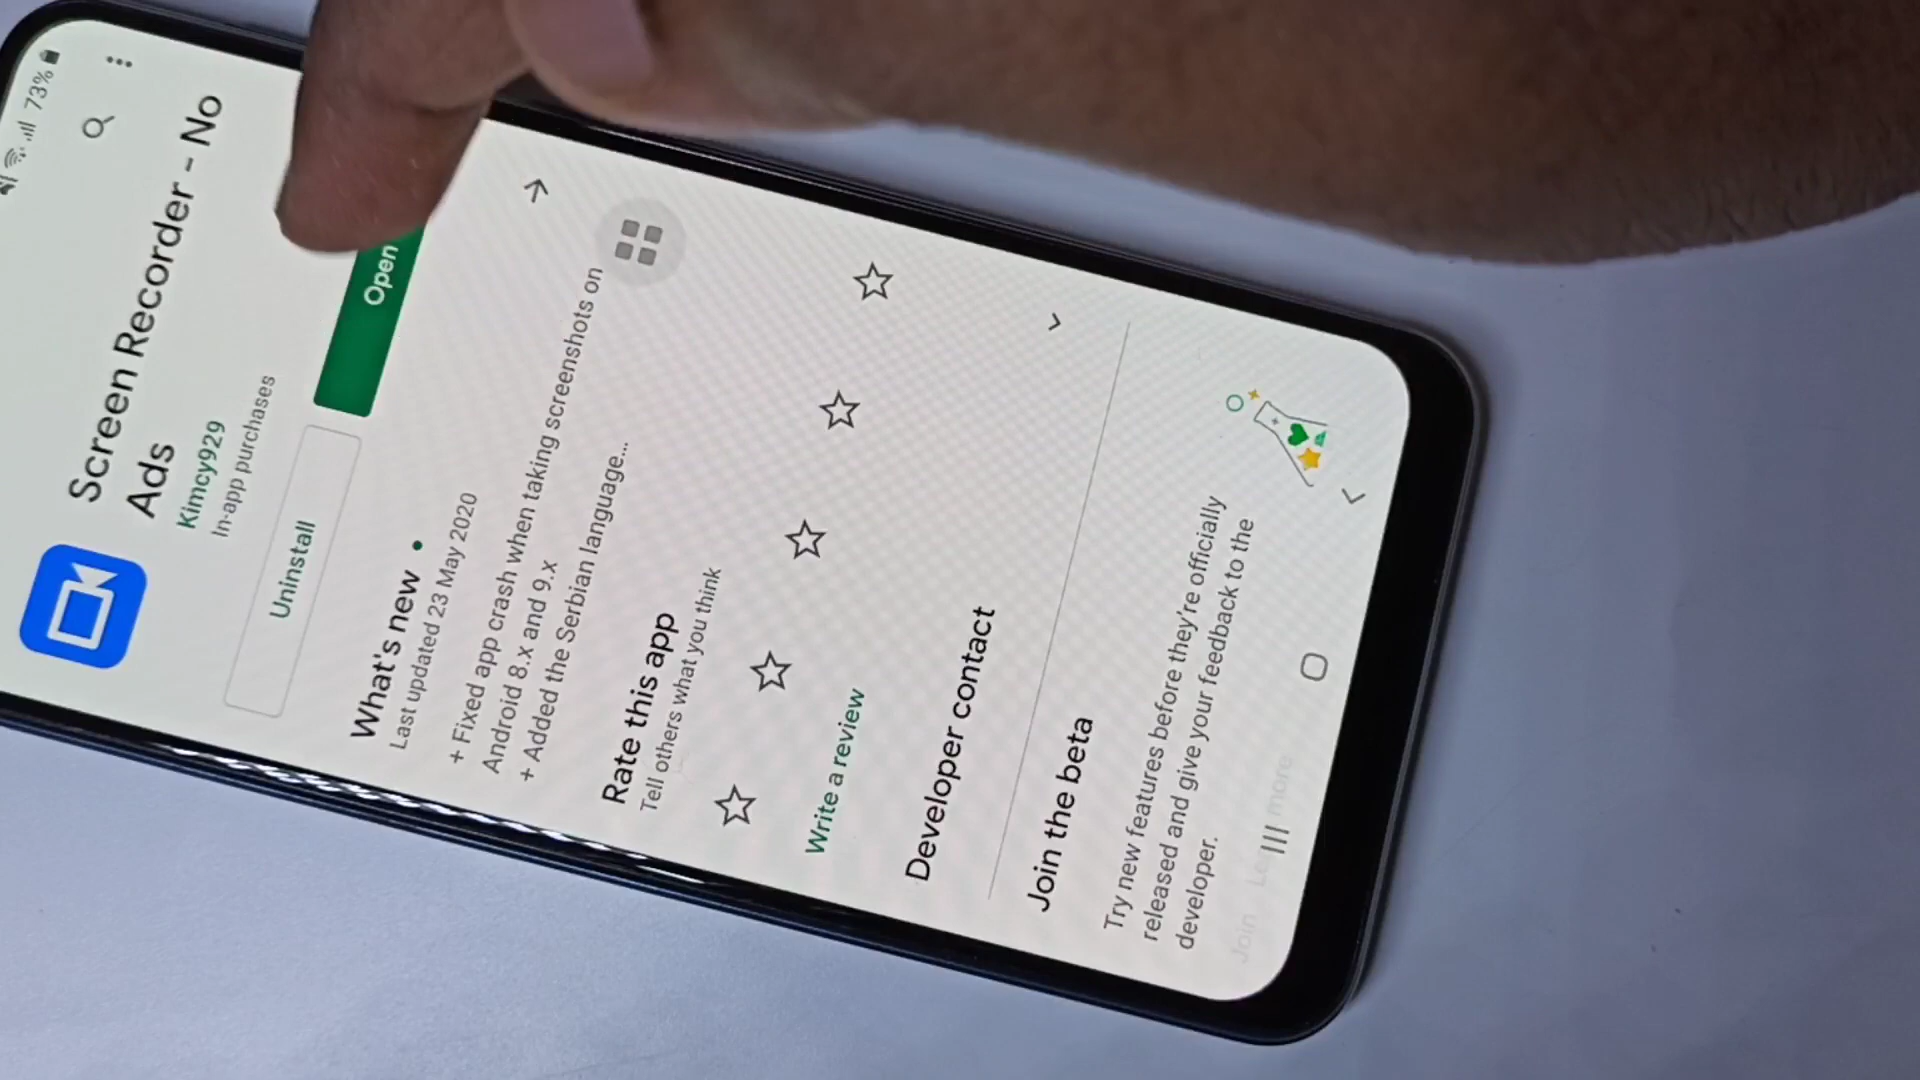 73%
Screen Recorder - No
Ads
Kimcy929
In-app purchases
Uninstall
Open
What's new
Last updated 23 May 2020
+ Fixed app crash when taking screenshots on
Android 8.x and 9.x
+ Added the Serbian language...
Rate this app
Tell others what you think
Write a review
Developer contact
Join the beta
Try new features before they're officially
released and give your feedback to the
developer.
Join more